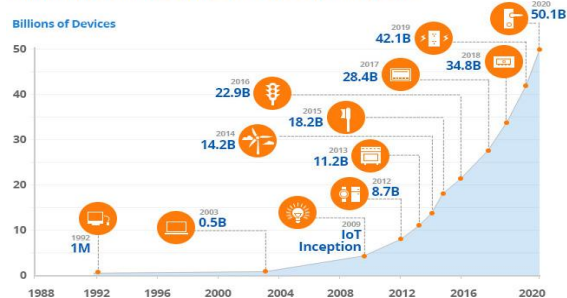 Billions of Devices
2020
50.1B
2019
42.1B
2018
34.8B
2017
28.4B
2016
22.9B
2015
18.2B
2014
14.2B
2013
11.2B
2012
8.7B
2009
IoT
Inception
2003
0.5B
1992
1M
50
40
30
20
10
0
1988 1992 1996 2000 2004 2008 2012 2016 2020